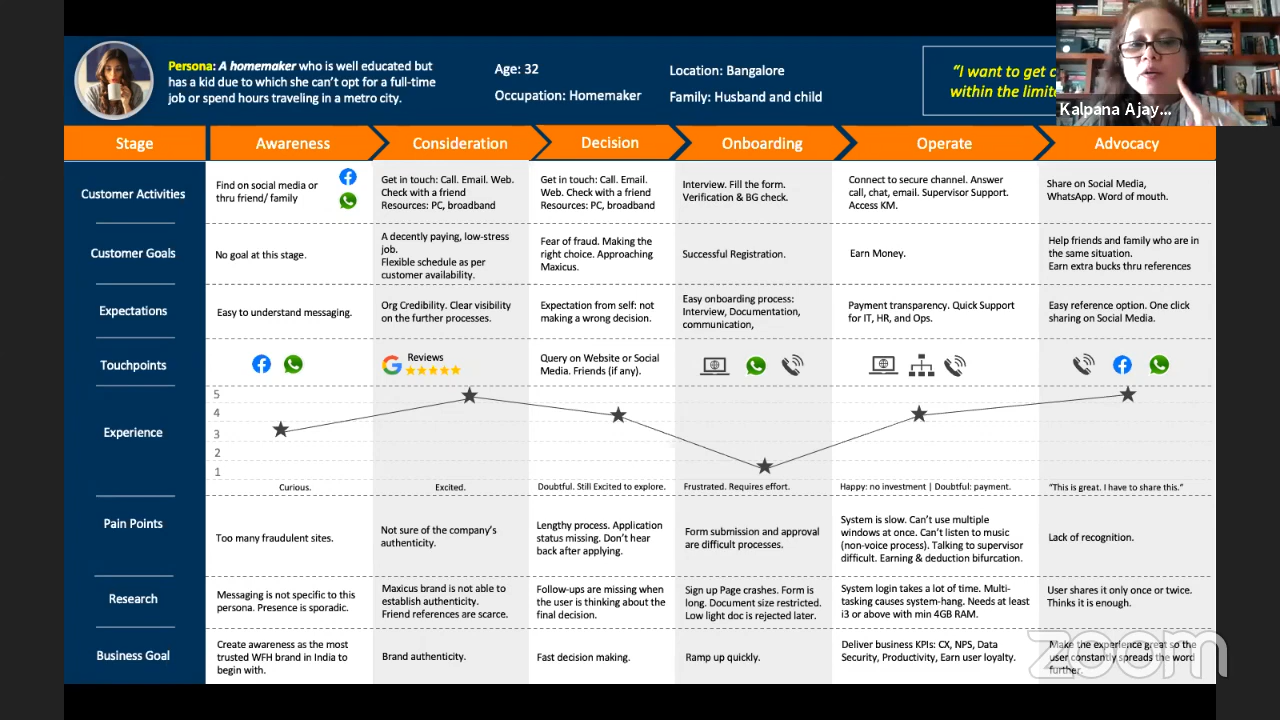 Persona: A homemaker who is well educated but
has a kid due to which she can't opt for a full-time
job or spend hours traveling in a metro city.
Age: 32
Occupation: Homemaker
Location: Bangalore
Family: Husband and child
"I want to get
within the
Kalpana Ajay...
Stage
Awareness
Consideration
Decision
Onboarding
Operate
Advocacy
Customer Activities
Find on social media or
thru friend/ family
Get in touch: Call. Email. Web.
Check with a friend
Resources: PC, broadband
Get in touch: Call. Email.
Web. Check with a friend
Resources: PC, broadband
Interview. Fill the form.
Verification & BG check.
Connect to secure channel. Answer
call, chat, email. Supervisor Support.
Access KM.
Share on Social Media,
WhatsApp. Word of mouth.
Customer Goals
No goal at this stage.
A decently paying, low-stress
job.
Flexible schedule as per
customer availability.
Fear of fraud. Making the
right choice. Approaching
Maxicus.
Successful Registration.
Earn Money.
Help friends and family who are in
the same situation.
Earn extra bucks thru references
Expectations
Easy to understand messaging.
Org Credibility. Clear visibility
on the further processes.
Expectation from self: not
making a wrong decision.
Easy onboarding process:
Interview, Documentation,
communication,
Payment transparency. Quick Support
for IT, HR, and Ops.
Easy reference option. One click
sharing on Social Media.
Touchpoints
Reviews
Query on Website or Social
Media. Friends (if any).
Experience
5
4
3
2
1
Curious.
Excited.
Doubtful. Still Excited to explore.
Frustrated. Requires effort.
Happy: no investment | Doubtful: payment.
"This is great. I have to share this."
Pain Points
Too many fraudulent sites.
Not sure of the company's
authenticity.
Lengthy process. Application
status missing. Don't hear
back after applying.
Form submission and approval
are difficult processes.
System is slow. Can't use multiple
windows at once. Can't listen to music
(non-voice process). Talking to supervisor
difficult. Earning & deduction bifurcation.
Lack of recognition.
Research
Messaging is not specific to this
persona. Presence is sporadic.
Maxicus brand is not able to
establish authenticity.
Friend references are scarce.
Follow-ups are missing when
the user is thinking about the
final decision.
Sign up Page crashes. Form is
long. Document size restricted.
Low light doc is rejected later.
System login takes a lot of time. Multi-
tasking causes system-hang. Needs at least
i3 or above with min 4GB RAM.
User shares it only once or twice.
Thinks it is enough.
Business Goal
Create awareness as the most
trusted WFH brand in India to
begin with.
Brand authenticity.
Fast decision making.
Ramp up quickly.
Deliver business KPIs: CX, NPS, Data
Security, Productivity, Earn user loyalty.
Make the experience great so the
user constantly spreads the word
further.
zoom